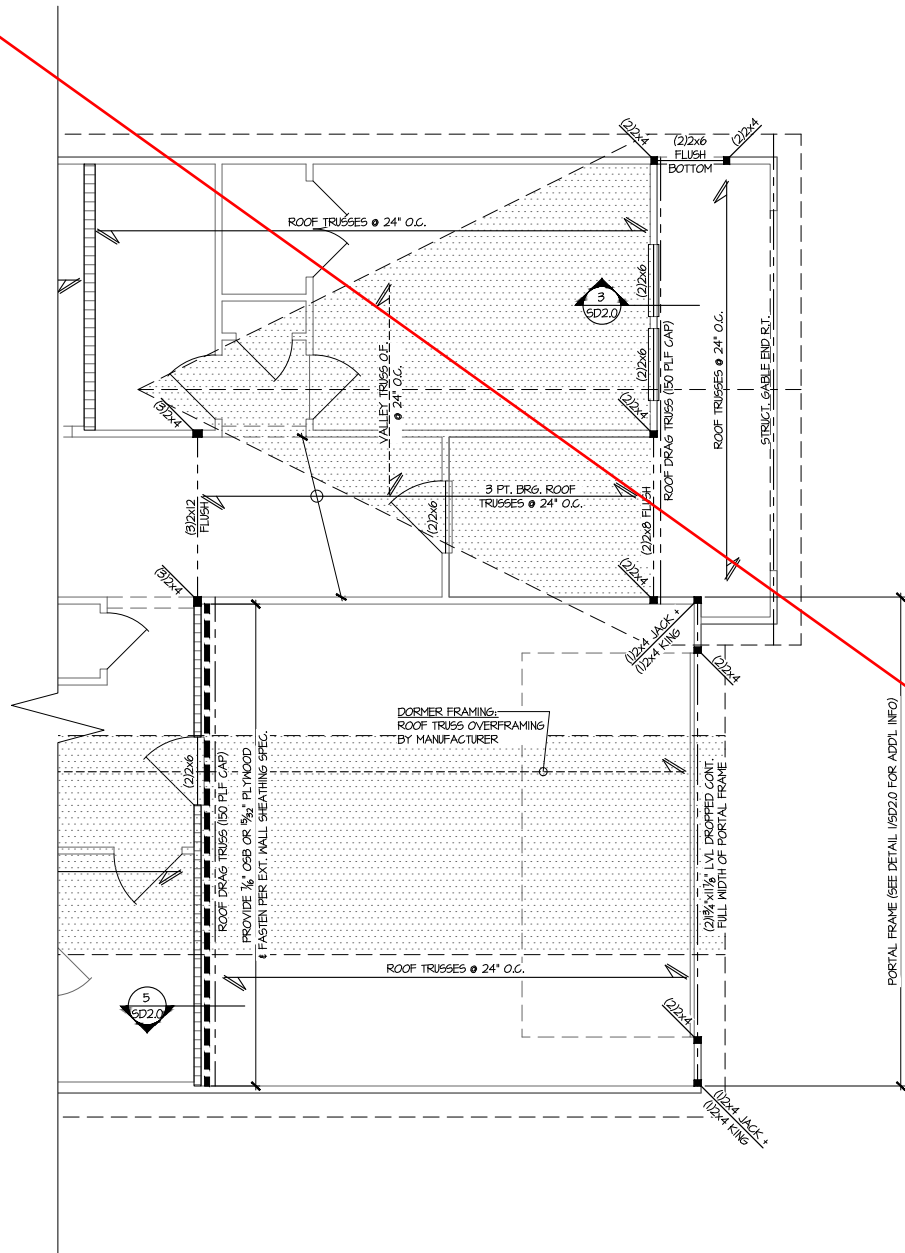 (2)2x4
(2)2x6
FLUSH
BOTTOM
(2)2x4
ROOF TRUSSES @ 24" O.C.
3
SD2.0
(2)2x6
(2)2x6
VALLEY TRUSS O.F.
@ 24" O.C.
ROOF DRAG TRUSS (150 PLF CAP)
ROOF TRUSSES @ 24" O.C.
STRUCT. GABLE END R.T.
(3)2x4
(2)2x4
(3)2x12
FLUSH
(2)2x6
3 PT. BRG. ROOF
TRUSSES @ 24" O.C.
(2)2x8 FLUSH
(3)2x4
(2)2x4
(1)2x4 JACK +
(1)2x4 KING
(2)2x4
DORMER FRAMING:
ROOF TRUSS OVERFRAMING
BY MANUFACTURER
(2)2x6
ROOF DRAG TRUSS (150 PLF CAP)
PROVIDE 7/16" OSB OR 15/32" PLYWOOD
& FASTEN PER EXT. WALL SHEATHING SPEC.
(2)1¾"x11⅞" LVL DROPPED CONT.
FULL WIDTH OF PORTAL FRAME
PORTAL FRAME (SEE DETAIL 1/SD2.0 FOR ADD'L INFO)
ROOF TRUSSES @ 24" O.C.
5
SD2.0
(2)2x4
(1)2x4 JACK +
(1)2x4 KING